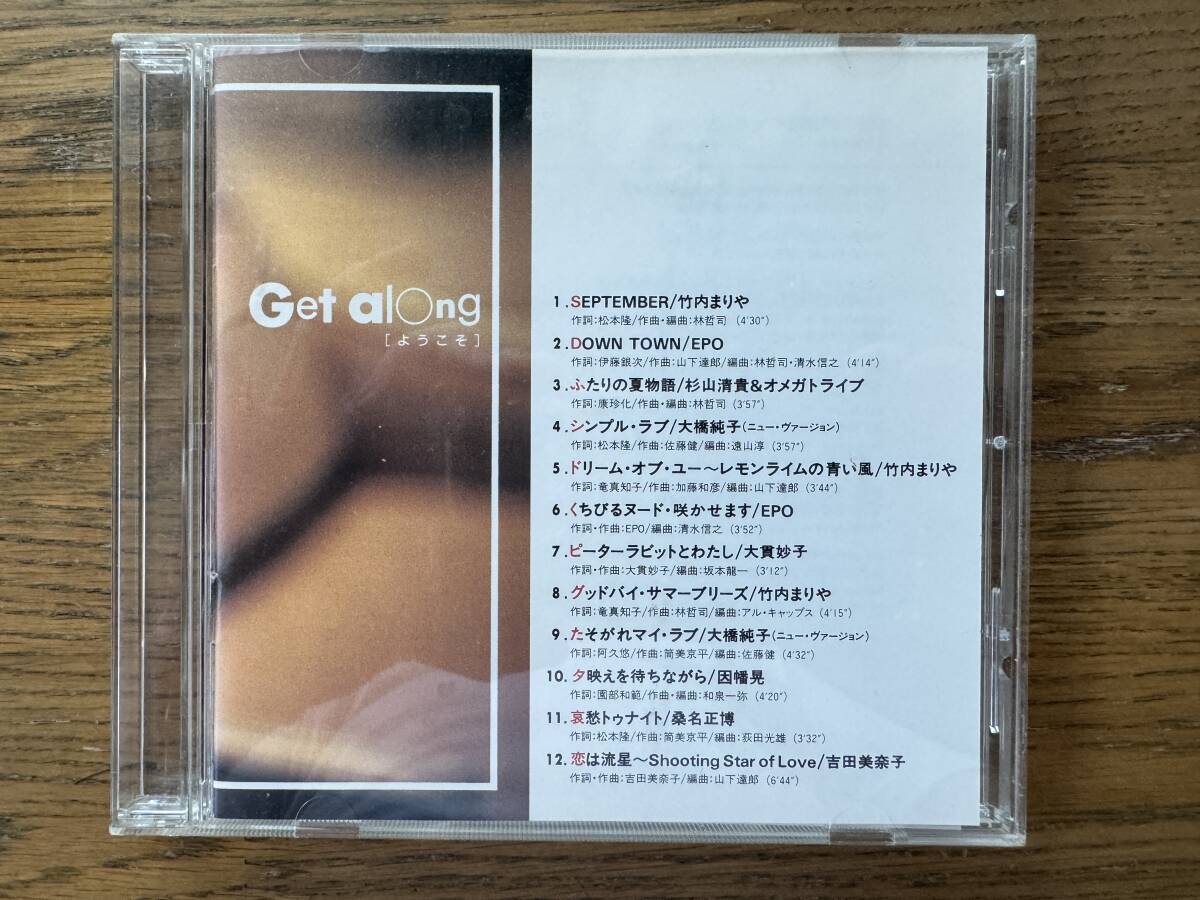 Get along
[ようこそ]
1.SEPTEMBER/竹内まりや
作詞:松本隆/作曲・編曲:林哲司（4'30"）
2.DOWN TOWN/EPO
作詞:伊藤銀次/作曲:山下達郎/編曲:林哲司・清水信之（4'14"）
3.ふたりの夏物語/杉山清貴&オメガトライブ
作詞:康珍化/作曲・編曲:林哲司（3'57"）
4.シンプル・ラブ/大橋純子（ニュー・ヴァージョン）
作詞:松本隆/作曲:佐藤健/編曲:遠山淳（3'57"）
5.ドリーム・オブ・ユー〜レモンライムの青い風/竹内まりや
作詞:竜真知子/作曲:加藤和彦/編曲:山下達郎（3'44"）
6.くちびるヌード・咲かせます/EPO
作詞・作曲:EPO/編曲:清水信之（3'52"）
7.ピーターラビットとわたし/大貫妙子
作詞・作曲:大貫妙子/編曲:坂本龍一（3'12"）
8.グッドバイ・サマーブリーズ/竹内まりや
作詞:竜真知子/作曲:林哲司/編曲:アル・キャップス（4'15"）
9.たそがれマイ・ラブ/大橋純子（ニュー・ヴァージョン）
作詞:阿久悠/作曲:筒美京平/編曲:佐藤健（4'32"）
10.夕映えを待ちながら/因幡晃
作詞:園部和範/作曲・編曲:和泉一弥（4'20"）
11.哀愁トゥナイト/桑名正博
作詞:松本隆/作曲:筒美京平/編曲:萩田光雄（3'32"）
12.恋は流星〜Shooting Star of Love/吉田美奈子
作詞・作曲:吉田美奈子/編曲:山下達郎（6'44"）